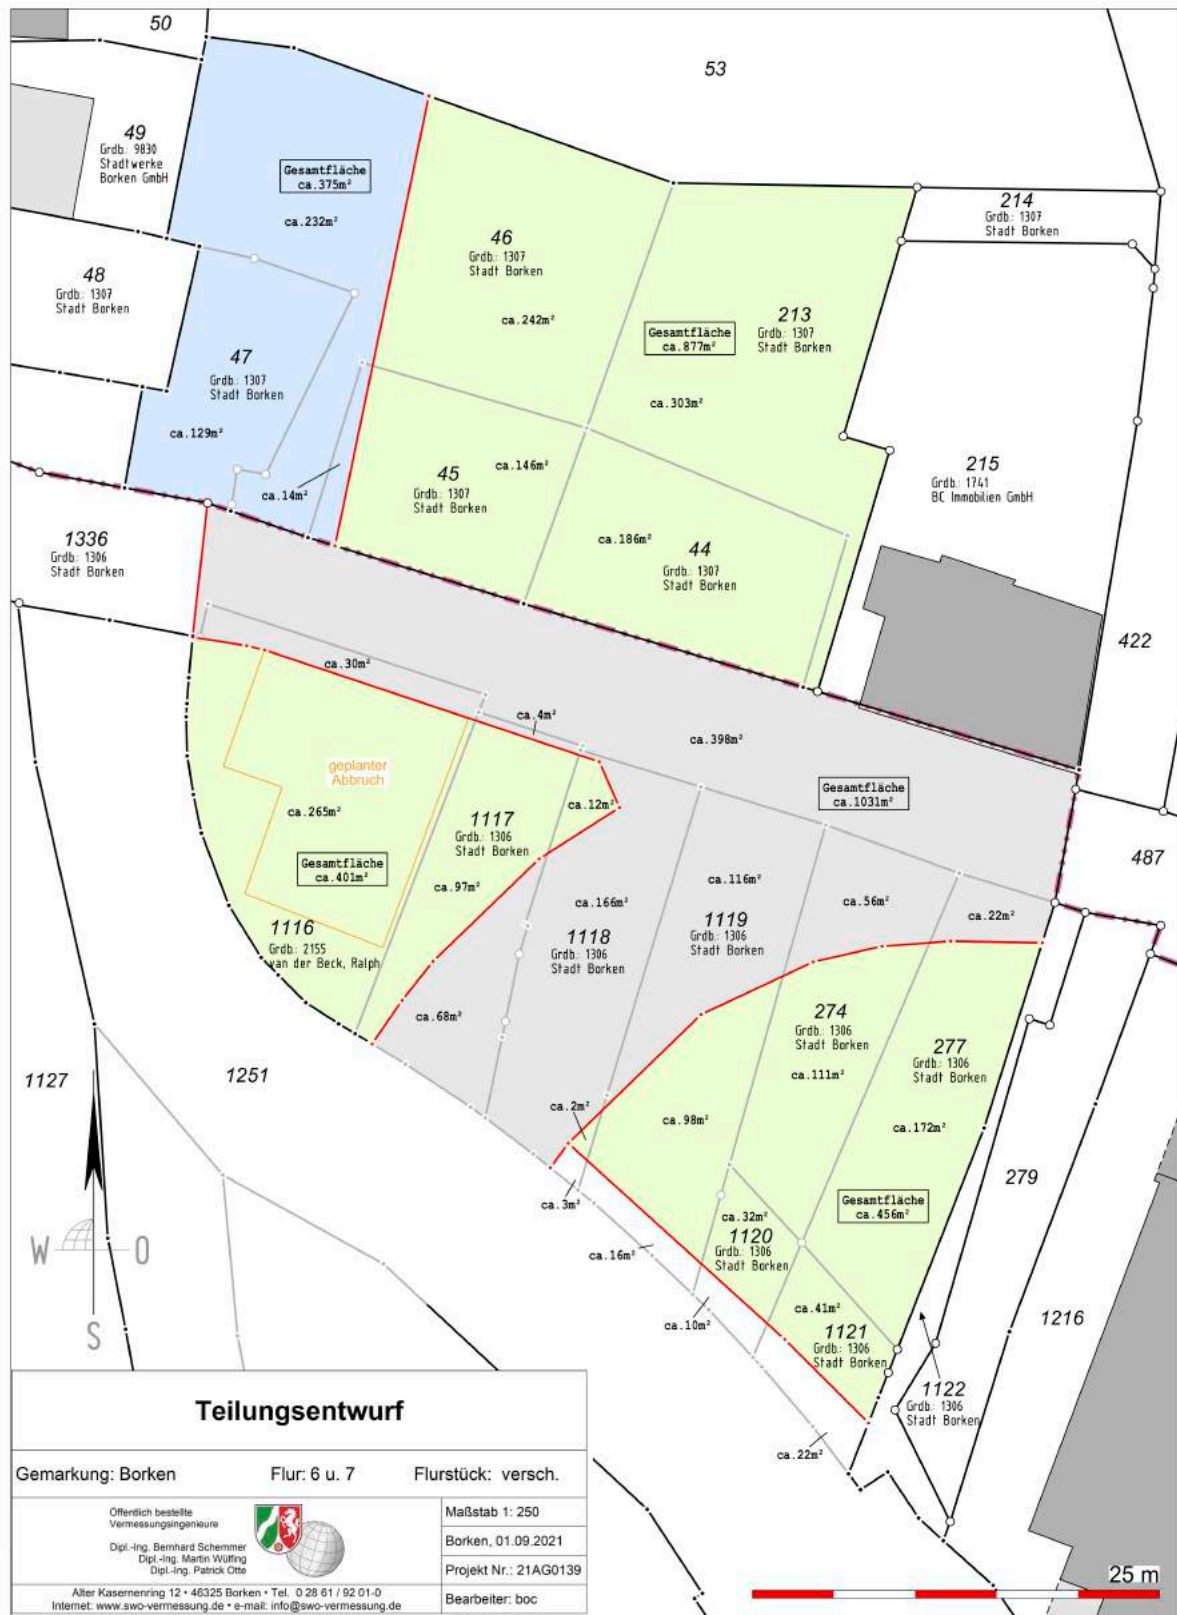 50
53
49
Grdb.: 9830
Stadtwerke
Borken GmbH
Gesamtfläche
ca.375m²
ca.232m²
214
Grdb.: 1307
Stadt Borken
46
Grdb.: 1307
Stadt Borken
48
Grdb.: 1307
Stadt Borken
ca.242m²
213
Grdb.: 1307
Stadt Borken
Gesamtfläche
ca.877m²
47
Grdb.: 1307
Stadt Borken
ca.303m²
ca.129m²
ca.14m²
45
Grdb.: 1307
Stadt Borken
ca.146m²
215
Grdb.: 1741
BC Immobilien GmbH
1336
Grdb.: 1306
Stadt Borken
ca.186m²
44
Grdb.: 1307
Stadt Borken
422
ca.30m²
ca.4m²
ca.398m²
geplanter
Abbruch
Gesamtfläche
ca.1031m²
ca.265m²
ca.12m²
1117
Grdb.: 1306
Stadt Borken
Gesamtfläche
ca.401m²
ca.97m²
487
ca.116m²
ca.166m²
ca.56m²
ca.22m²
1116
Grdb.: 2155
van der Beck, Ralph
1118
Grdb.: 1306
Stadt Borken
1119
Grdb.: 1306
Stadt Borken
ca.68m²
274
Grdb.: 1306
Stadt Borken
ca.111m²
277
Grdb.: 1306
Stadt Borken
1127
1251
ca.2m²
ca.98m²
ca.172m²
279
ca.3m²
Gesamtfläche
ca.456m²
ca.32m²
1120
Grdb.: 1306
Stadt Borken
W O
S
ca.16m²
ca.10m²
ca.41m²
1121
Grdb.: 1306
Stadt Borken
1216
1122
Grdb.: 1306
Stadt Borken
ca.22m²
Teilungsentwurf
Gemarkung: Borken Flur: 6 u. 7 Flurstück: versch.
Öffentlich bestellte
Vermessungsingenieure
Dipl.-Ing. Bernhard Schemmer
Dipl.-Ing. Martin Wülfing
Dipl.-Ing. Patrick Otte
Alter Kasernenring 12 • 46325 Borken • Tel. 0 28 61 / 92 01-0
Internet: www.swo-vermessung.de • e-mail: info@swo-vermessung.de
Maßstab 1: 250
Borken, 01.09.2021
Projekt Nr.: 21AG0139
Bearbeiter: boc
25 m